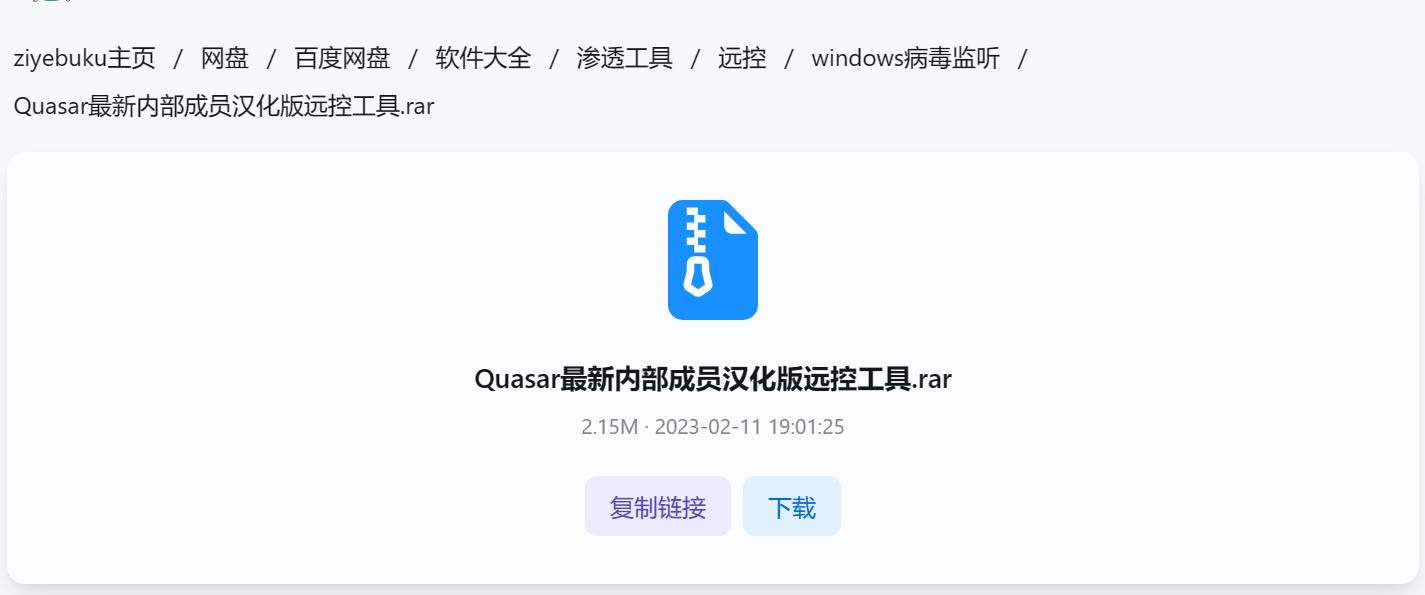 ziyebuku主页 / 网盘 / 百度网盘 / 软件大全 / 渗透工具 / 远控 / windows病毒监听 /
Quasar最新内部成员汉化版远控工具.rar
Quasar最新内部成员汉化版远控工具.rar
2.15M · 2023-02-11 19:01:25
复制链接 下载